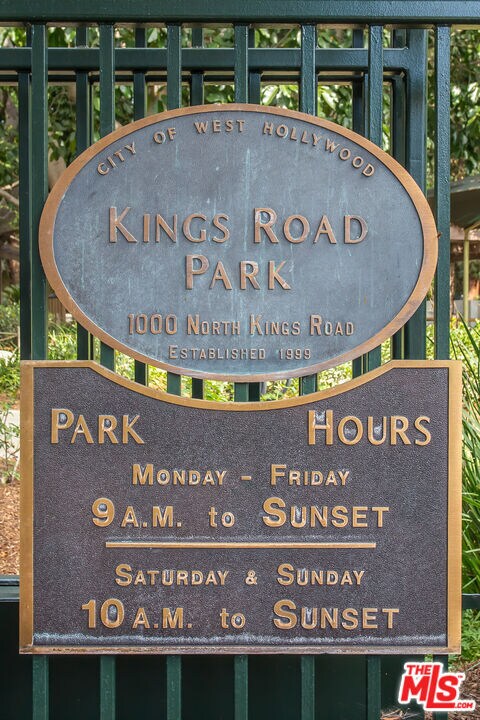 CITY OF WEST HOLLYWOOD
KINGS ROAD
PARK
1000 NORTH KINGS ROAD
ESTABLISHED 1999
PARK HOURS
MONDAY - FRIDAY
9 A.M. to SUNSET
SATURDAY & SUNDAY
10 A.M. to SUNSET
THE
MLS
.COM